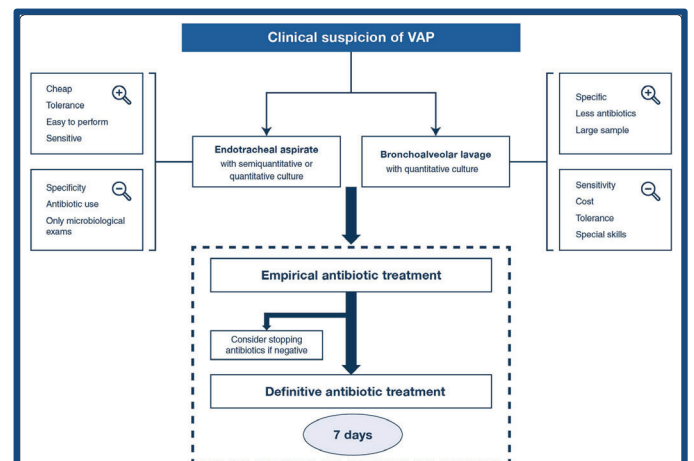 Clinical suspicion of VAP
Cheap
Tolerance
Easy to perform
Sensitive
Specificity
Antibiotic use
Only microbiological
exams
Endotracheal aspirate
with semiquantitative or
quantitative culture
Bronchoalveolar lavage
with quantitative culture
Specific
Less antibiotics
Large sample
Sensitivity
Cost
Tolerance
Special skills
Empirical antibiotic treatment
Consider stopping
antibiotics if negative
Definitive antibiotic treatment
7 days